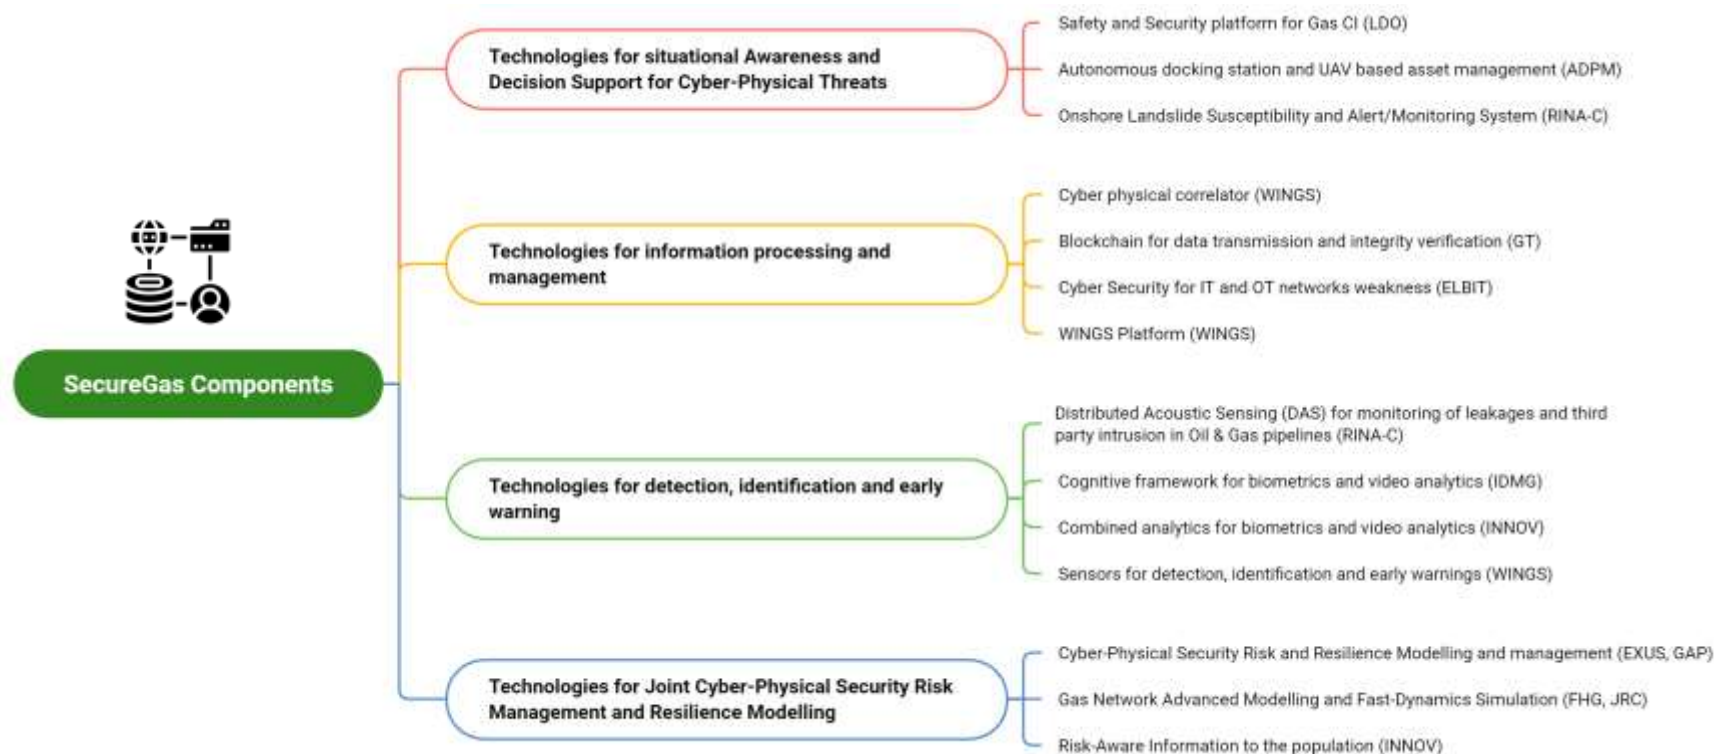 SecureGas Components
Technologies for situational Awareness and
Decision Support for Cyber-Physical Threats
Safety and Security platform for Gas CI (LDO)
Autonomous docking station and UAV based asset management (ADPM)
Onshore Landslide Susceptibility and Alert/Monitoring System (RINA-C)
Technologies for information processing and
management
Cyber physical correlator (WINGS)
Blockchain for data transmission and integrity verification (GT)
Cyber Security for IT and OT networks weakness (ELBIT)
WINGS Platform (WINGS)
Technologies for detection, identification and early
warning
Distributed Acoustic Sensing (DAS) for monitoring of leakages and third
party intrusion in Oil & Gas pipelines (RINA-C)
Cognitive framework for biometrics and video analytics (IDMG)
Combined analytics for biometrics and video analytics (INNOV)
Sensors for detection, identification and early warnings (WINGS)
Technologies for Joint Cyber-Physical Security Risk
Management and Resilience Modelling
Cyber-Physical Security Risk and Resilience Modelling and management (EXUS, GAP)
Gas Network Advanced Modelling and Fast-Dynamics Simulation (FHG, JRC)
Risk-Aware Information to the population (INNOV)